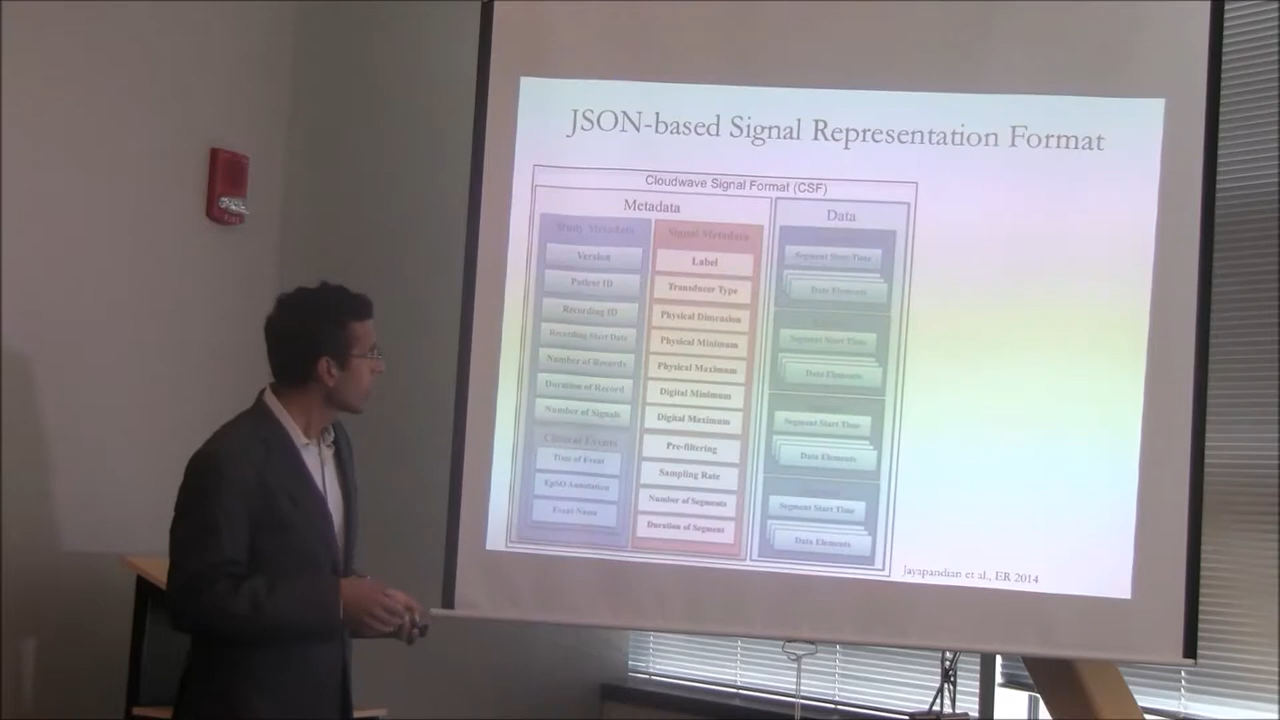 JSON-based Signal Representation Format
Cloudwave Signal Format (CSF)
Metadata
Study Metadata
Version
Patient ID
Recording ID
Recording Start Date
Number of Records
Duration of Record
Number of Signals
Clinical Events
Time of Event
EpSO Annotation
Event Name
Signal Metadata
Label
Transducer Type
Physical Dimension
Physical Minimum
Physical Maximum
Digital Minimum
Digital Maximum
Pre-filtering
Sampling Rate
Number of Segments
Duration of Segment
Data
Segment Start Time
Data Elements
Segment Start Time
Data Elements
Segment Start Time
Data Elements
Segment Start Time
Data Elements
Jayapandian et al., ER 2014
FIRE